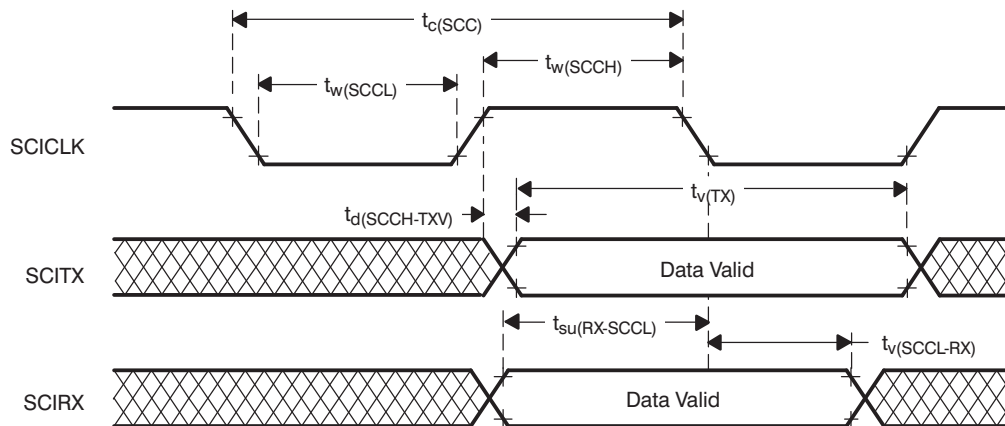 tc(SCC)
tw(SCCH)
tw(SCCL)
SCICLK
tv(TX)
td(SCCH-TXV)
SCITX
Data Valid
tsu(RX-SCCL)
tv(SCCL-RX)
SCIRX
Data Valid